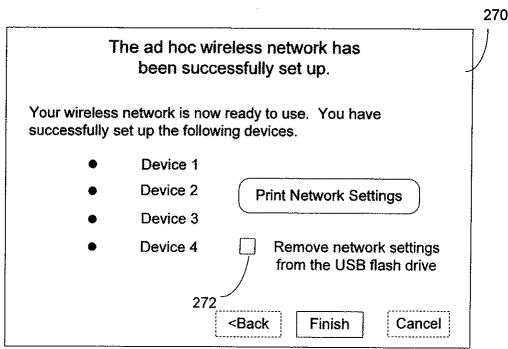 270
The ad hoc wireless network has
been successfully set up.
Your wireless network is now ready to use. You have
successfully set up the following devices.
● Device 1
● Device 2
Print Network Settings
● Device 3
● Device 4
Remove network settings
from the USB flash drive
272
<Back Finish Cancel